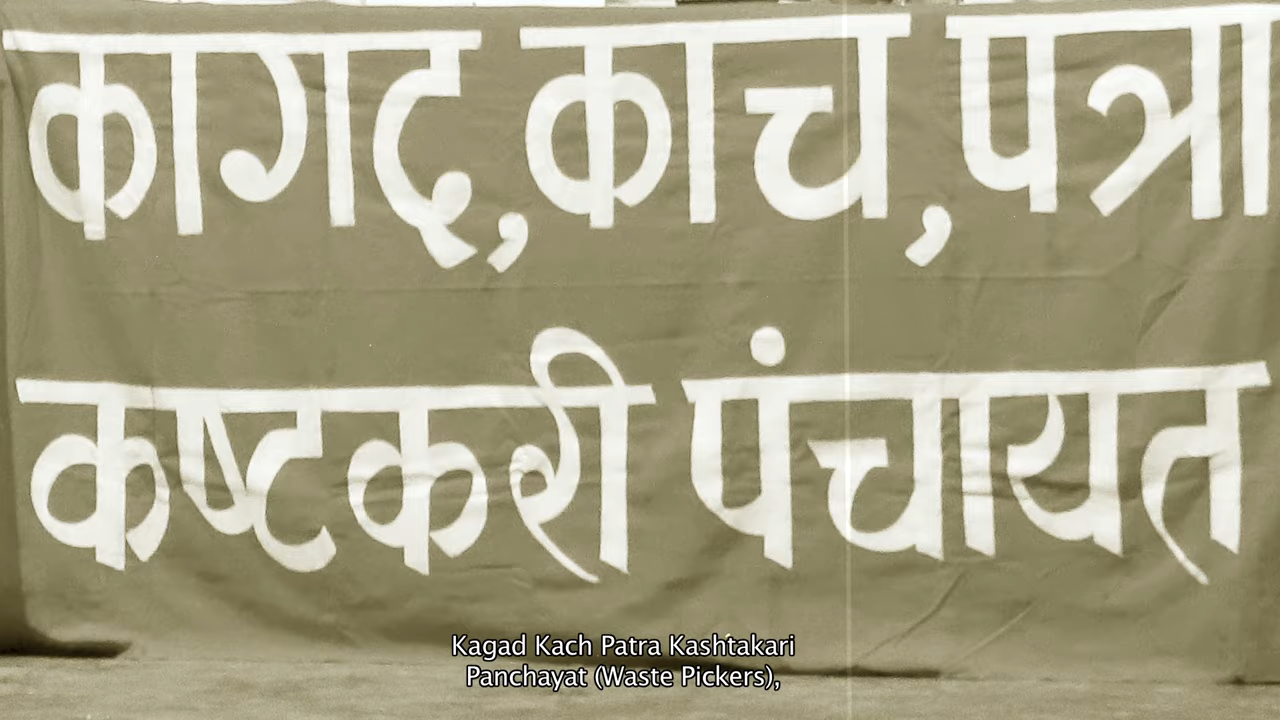 कागद,काच,पत्रा
कष्टकरी पंचायत
Kagad Kach Patra Kashtakari
Panchayat (Waste Pickers),